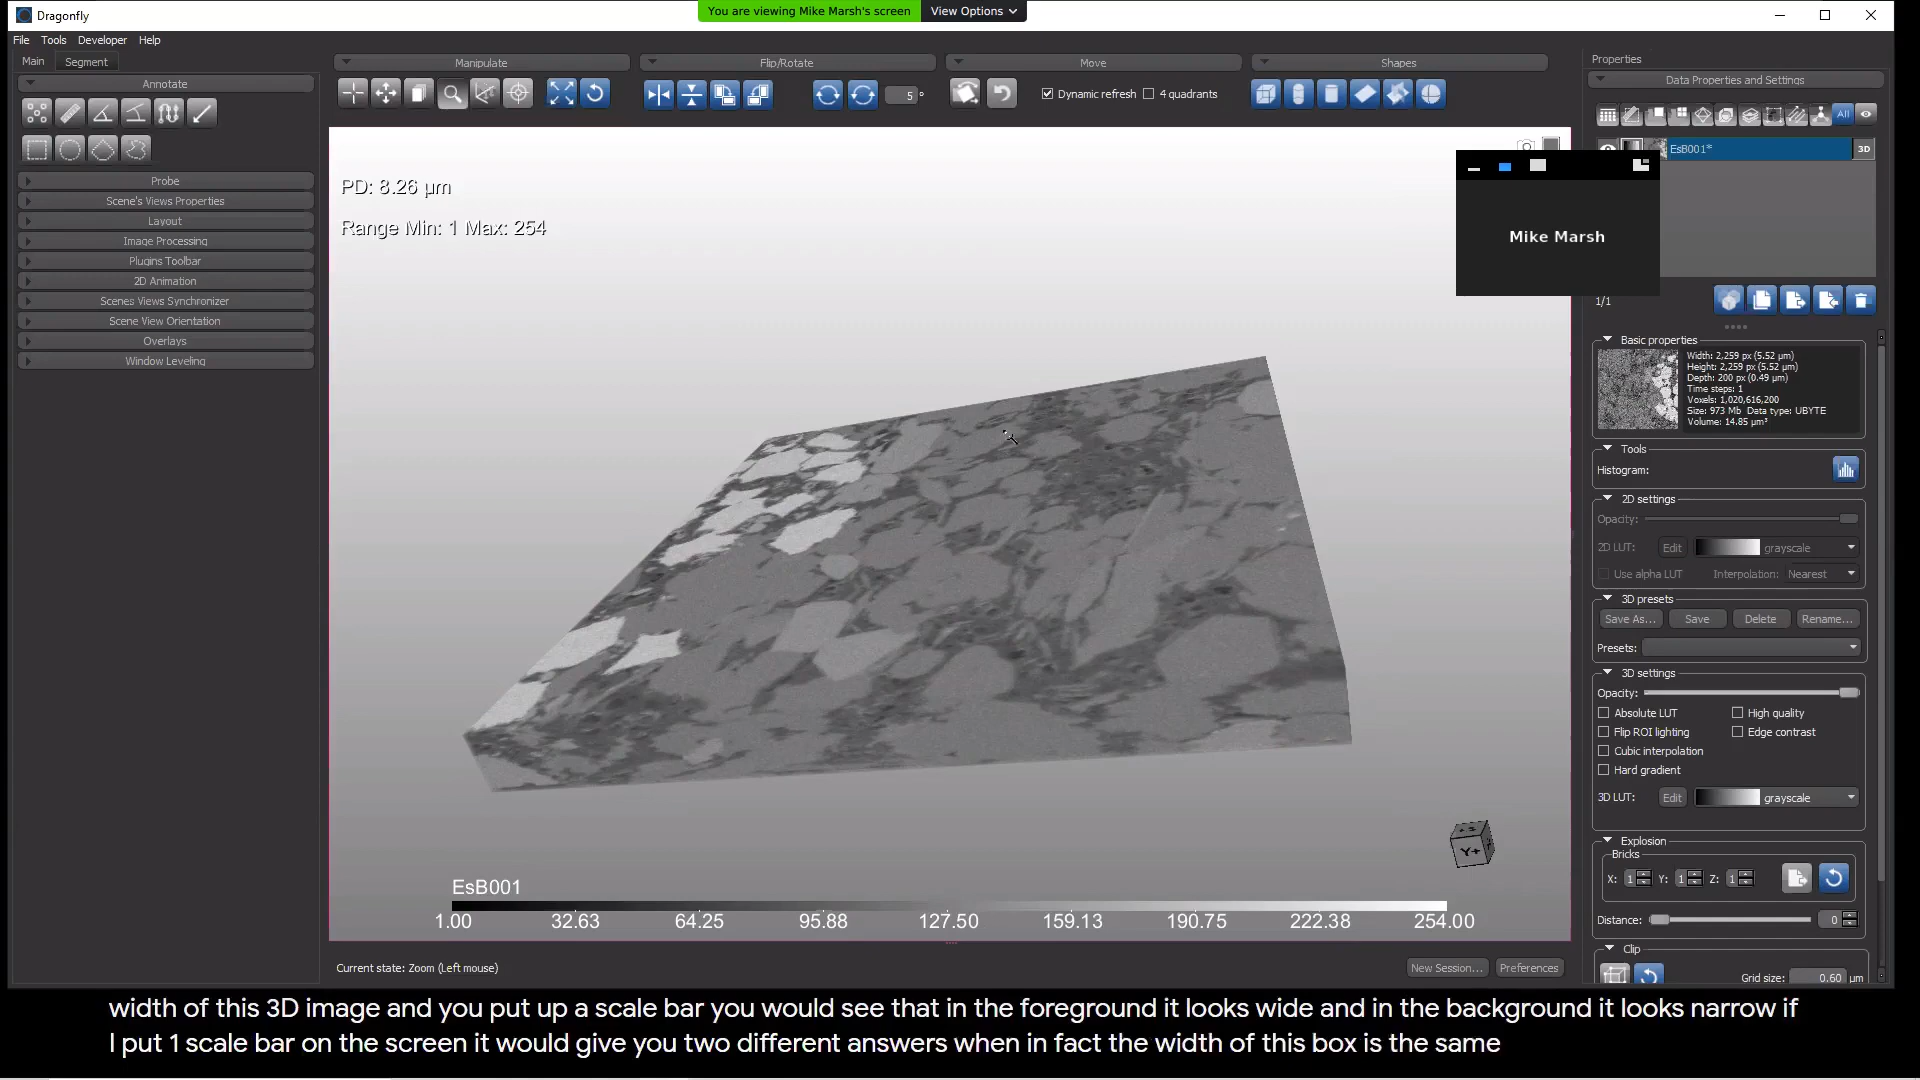 Dragonfly
You are viewing Mike Marsh's screen
View Options
File Tools Developer Help
Main Segment
Annotate
Probe
Scene's Views Properties
Layout
Image Processing
Plugins Toolbar
2D Animation
Scenes Views Synchronizer
Scene View Orientation
Overlays
Window Leveling
Manipulate
Flip/Rotate
5 °
Move
Dynamic refresh 4 quadrants
Shapes
PD: 8.26 µm
Range Min: 1 Max: 254
Mike Marsh
Y+
EsB001
1.00 32.63 64.25 95.88 127.50 159.13 190.75 222.38 254.00
Current state: Zoom (Left mouse)
New Session... Preferences
Properties
Data Properties and Settings
All
EsB001* 3D
1/1
Basic properties
Width: 2,259 px (5.52 µm)
Height: 2,259 px (5.52 µm)
Depth: 200 px (0.49 µm)
Time steps: 1
Voxels: 1,020,616,200
Size: 973 Mb Data type: UBYTE
Volume: 14.85 µm³
Tools
Histogram:
2D settings
Opacity:
2D LUT: Edit grayscale
Use alpha LUT Interpolation: Nearest
3D presets
Save As... Save Delete Rename...
Presets:
3D settings
Opacity:
Absolute LUT High quality
Flip ROI lighting Edge contrast
Cubic interpolation
Hard gradient
3D LUT: Edit grayscale
Explosion
Bricks
X: 1 Y: 1 Z: 1
Distance: 0
Clip
Grid size: 0.60 µm
width of this 3D image and you put up a scale bar you would see that in the foreground it looks wide and in the background it looks narrow if
I put 1 scale bar on the screen it would give you two different answers when in fact the width of this box is the same